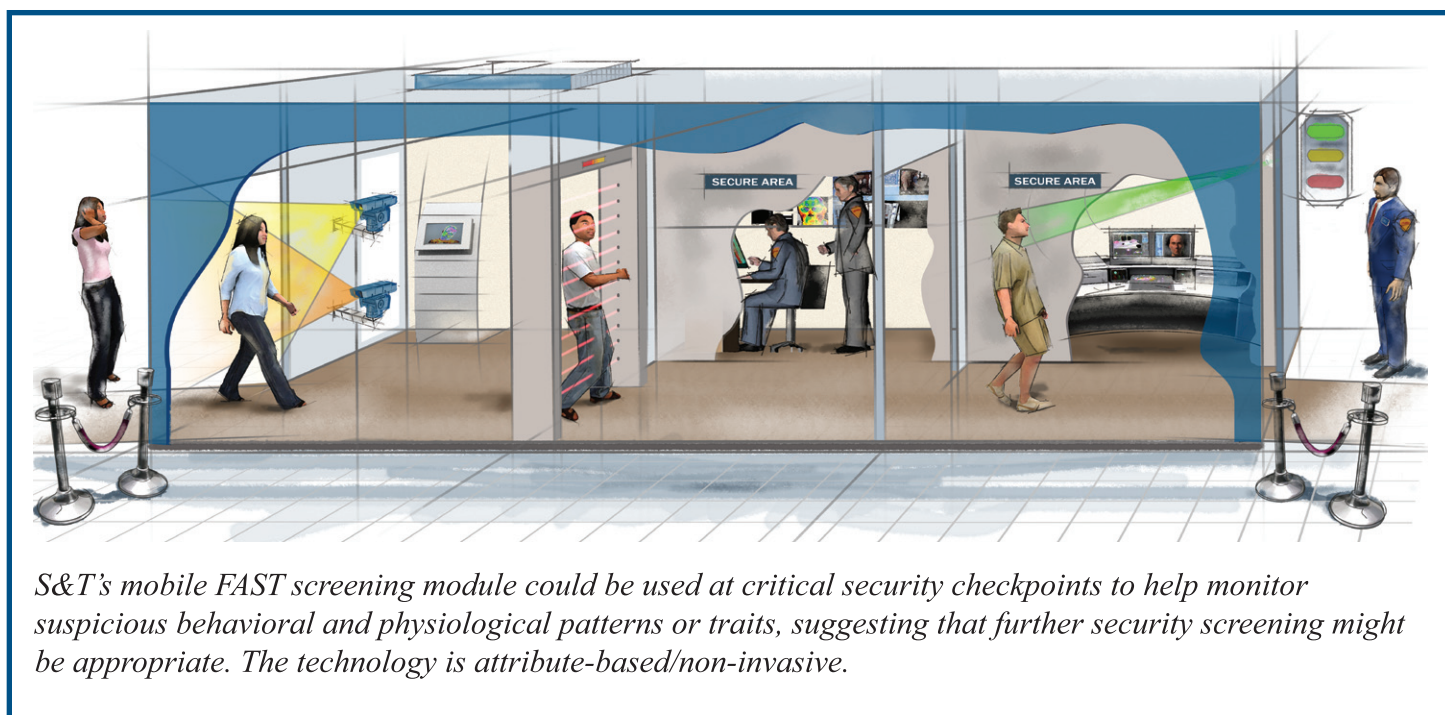 SECURE AREA
SECURE AREA
S&T’s mobile FAST screening module could be used at critical security checkpoints to help monitor
suspicious behavioral and physiological patterns or traits, suggesting that further security screening might
be appropriate. The technology is attribute-based/non-invasive.